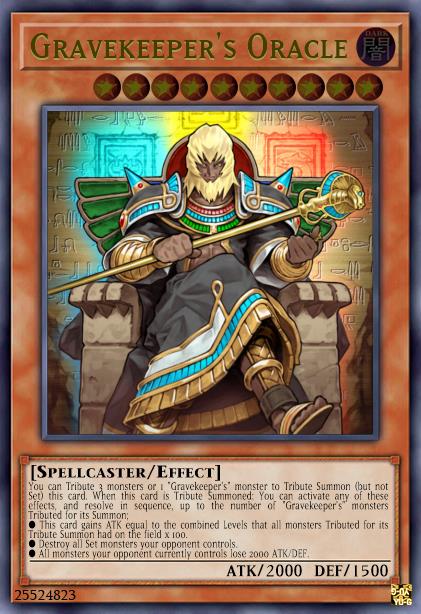 GRAVEKEEPER'S ORACLE
DARK
闇
[SPELLCASTER/EFFECT]
You can Tribute 3 monsters or 1 "Gravekeeper's" monster to Tribute Summon (but not
Set) this card. When this card is Tribute Summoned: You can activate any of these
effects, and resolve in sequence, up to the number of "Gravekeeper's" monsters
Tributed for its Summon;
● This card gains ATK equal to the combined Levels that all monsters Tributed for its
Tribute Summon had on the field x 100.
● Destroy all Set monsters your opponent controls.
● All monsters your opponent currently controls lose 2000 ATK/DEF.
ATK/2000 DEF/1500
25524823